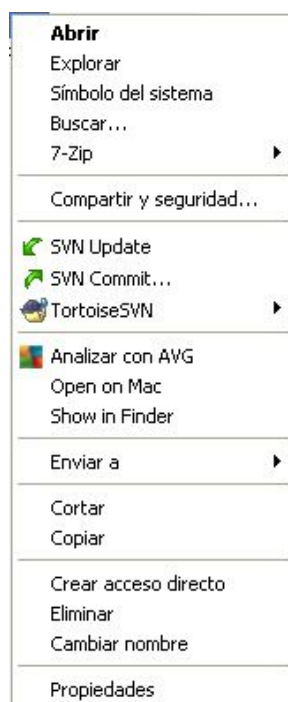 Abrir
Explorar
Símbolo del sistema
Buscar...
7-Zip
Compartir y seguridad...
SVN Update
SVN Commit...
TortoiseSVN
Analizar con AVG
Open on Mac
Show in Finder
Enviar a
Cortar
Copiar
Crear acceso directo
Eliminar
Cambiar nombre
Propiedades